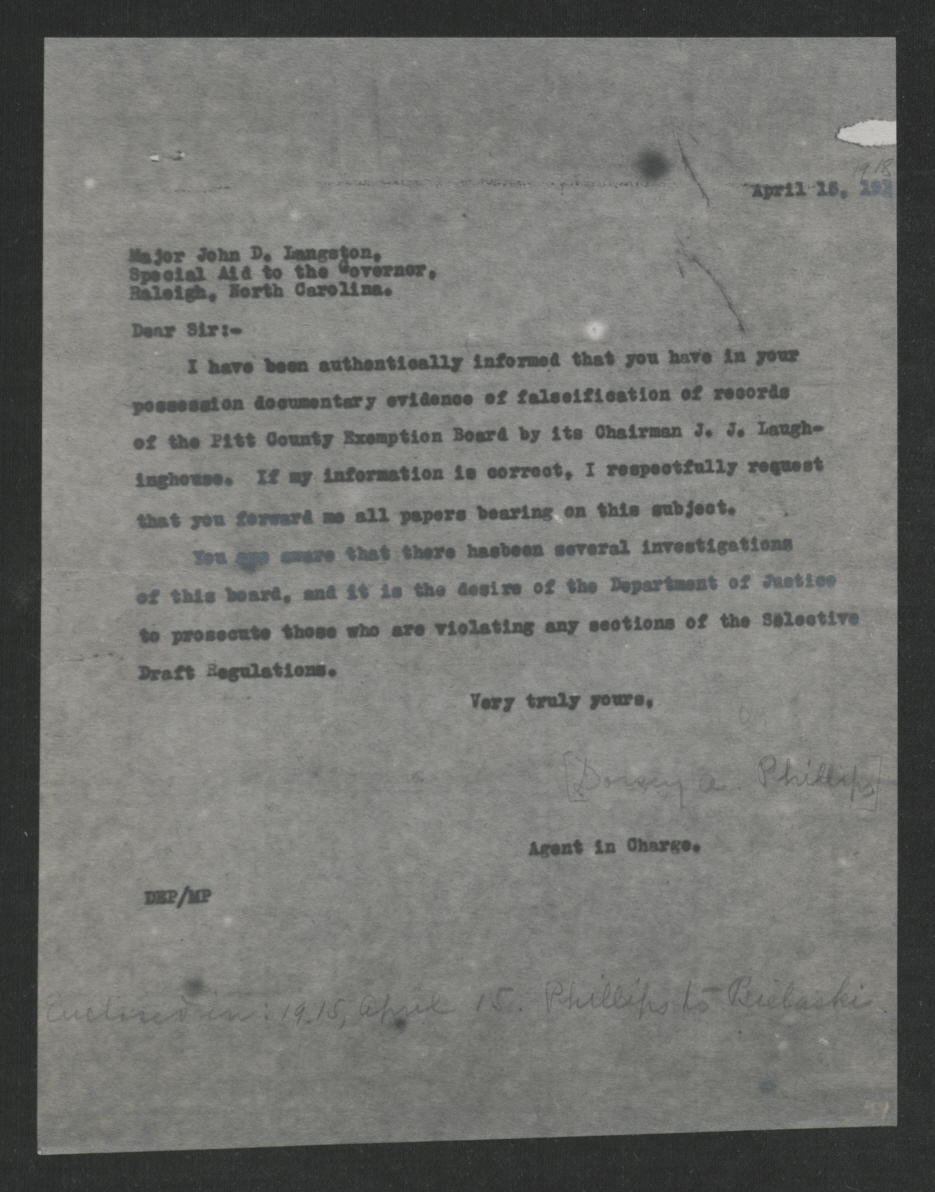 1918
April 15, 191
Major John D. Langston,
Special Aid to the Governor,
Raleigh, North Carolina.
Dear Sir:-
I have been authentically informed that you have in your
possession documentary evidence of falsification of records
of the Pitt County Exemption Board by its Chairman J. J. Laugh-
inghouse. If my information is correct, I respectfully request
that you forward me all papers bearing on this subject.
You are aware that there hasbeen several investigations
of this board, and it is the desire of the Department of Justice
to prosecute those who are violating any sections of the Selective
Draft Regulations.
Very truly yours,
[Dorsey . Phillips]
Agent in Charge.
DEP/MP
Enclosed in: 1915, April 15. Phillips to Bielaski